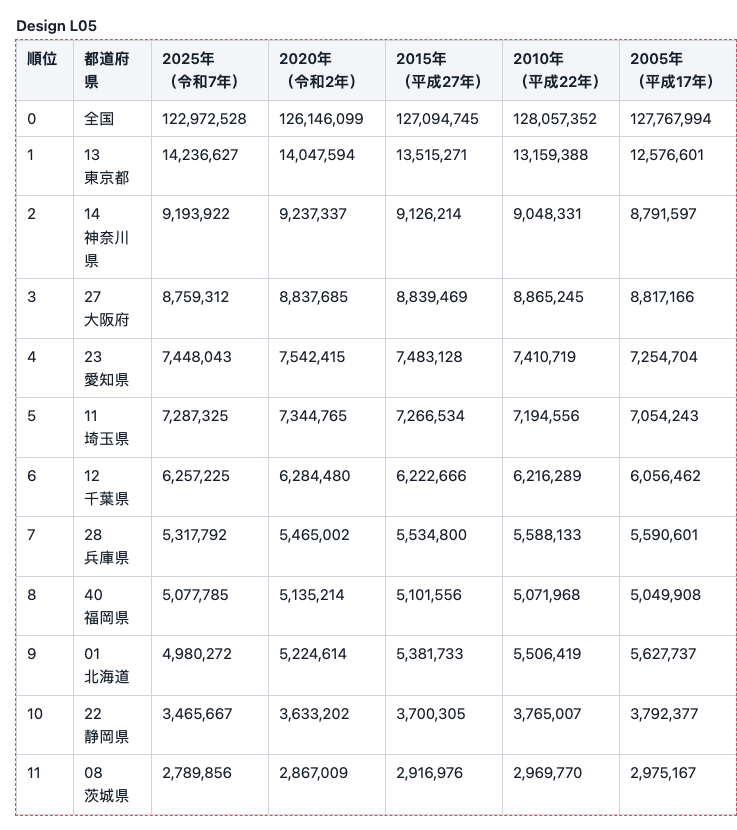 Design L05
順位 都道府県 2025年（令和7年） 2020年（令和2年） 2015年（平成27年） 2010年（平成22年） 2005年（平成17年）
0 全国 122,972,528 126,146,099 127,094,745 128,057,352 127,767,994
1 13 東京都 14,236,627 14,047,594 13,515,271 13,159,388 12,576,601
2 14 神奈川県 9,193,922 9,237,337 9,126,214 9,048,331 8,791,597
3 27 大阪府 8,759,312 8,837,685 8,839,469 8,865,245 8,817,166
4 23 愛知県 7,448,043 7,542,415 7,483,128 7,410,719 7,254,704
5 11 埼玉県 7,287,325 7,344,765 7,266,534 7,194,556 7,054,243
6 12 千葉県 6,257,225 6,284,480 6,222,666 6,216,289 6,056,462
7 28 兵庫県 5,317,792 5,465,002 5,534,800 5,588,133 5,590,601
8 40 福岡県 5,077,785 5,135,214 5,101,556 5,071,968 5,049,908
9 01 北海道 4,980,272 5,224,614 5,381,733 5,506,419 5,627,737
10 22 静岡県 3,465,667 3,633,202 3,700,305 3,765,007 3,792,377
11 08 茨城県 2,789,856 2,867,009 2,916,976 2,969,770 2,975,167